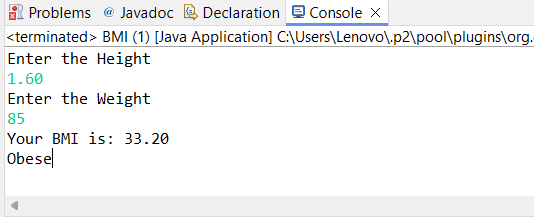 Problems @ Javadoc Declaration Console
<terminated> BMI (1) [Java Application] C:\Users\Lenovo\.p2\pool\plugins\org.
Enter the Height
1.60
Enter the Weight
85
Your BMI is: 33.20
Obese